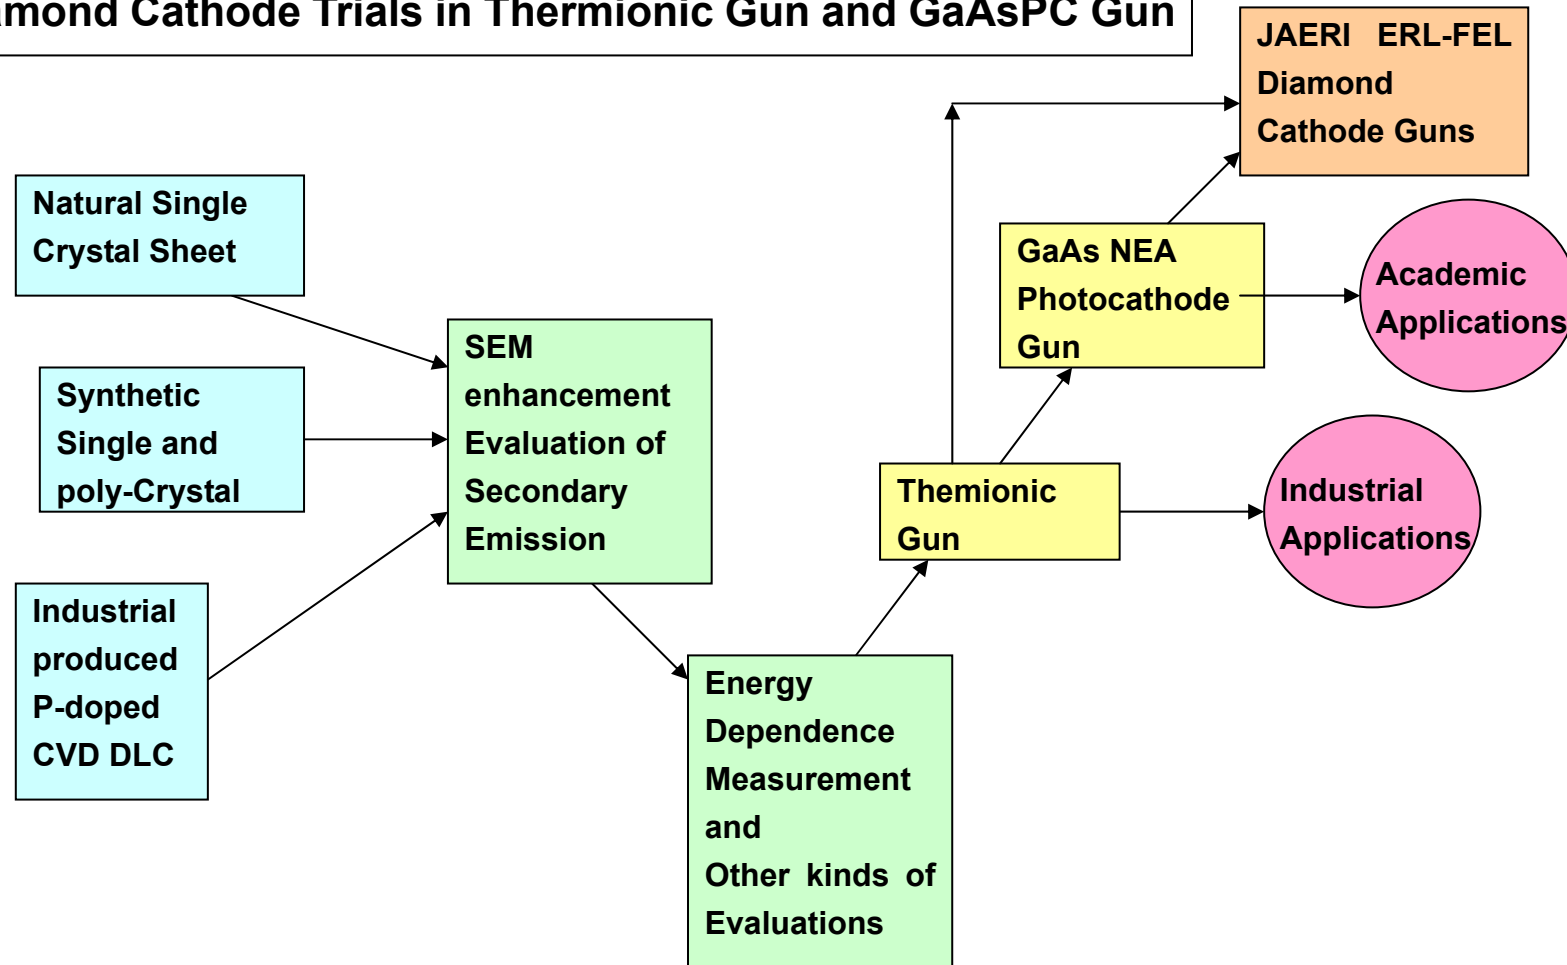 amond Cathode Trials in Thermionic Gun and GaAsPC Gun
JAERI ERL-FEL
Diamond
Cathode Guns
Natural Single
Crystal Sheet
GaAs NEA
Photocathode
Gun
Academic
Applications
SEM
enhancement
Evaluation of
Secondary
Emission
Synthetic
Single and
poly-Crystal
Themionic
Gun
Industrial
Applications
Industrial
produced
P-doped
CVD DLC
Energy
Dependence
Measurement
and
Other kinds of
Evaluations